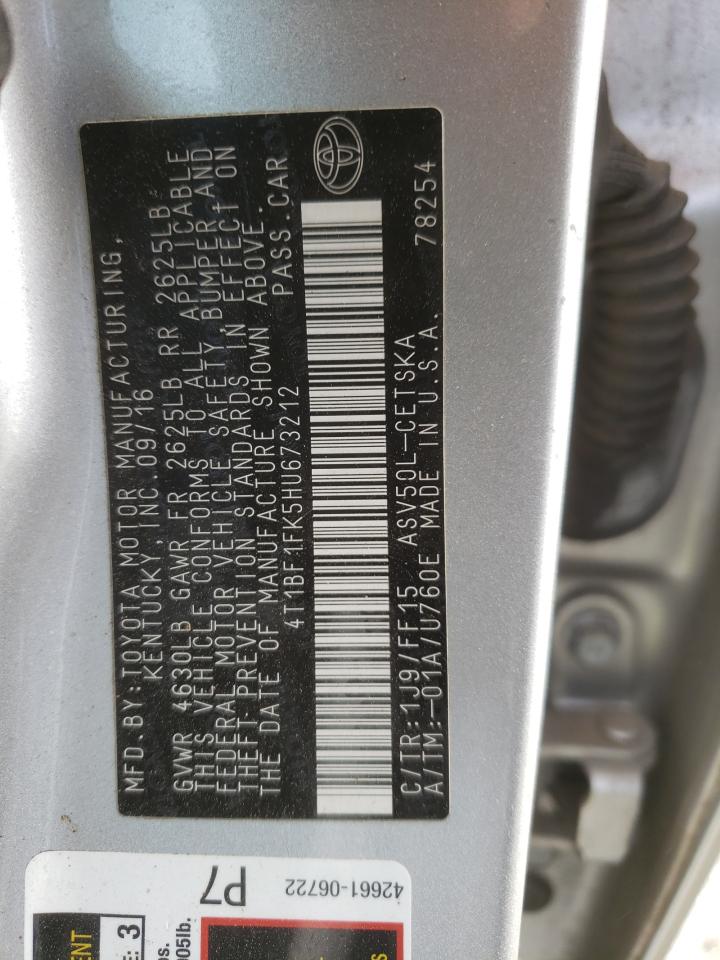 MFD.BY:TOYOTA MOTOR MANUFACTURING,
KENTUCKY, INC.09/16
GVWR 4630LB GAWR FR 2625LB RR 2625LB
THIS VEHICLE CONFORMS TO ALL APPLICABLE
FEDERAL MOTOR VEHICLE SAFETY,BUMPER,AND
THEFT PREVENTION STANDARDS IN EFFECT ON
THE DATE OF MANUFACTURE SHOWN ABOVE.
4T1BF1FK5HU673212 PASS.CAR
C/TR:1J9/FF15 ASV50L-CETSKA
A/TM:-01A/U760E MADE IN U.S.A. 78254
42661-06722
P7
3
005lb.